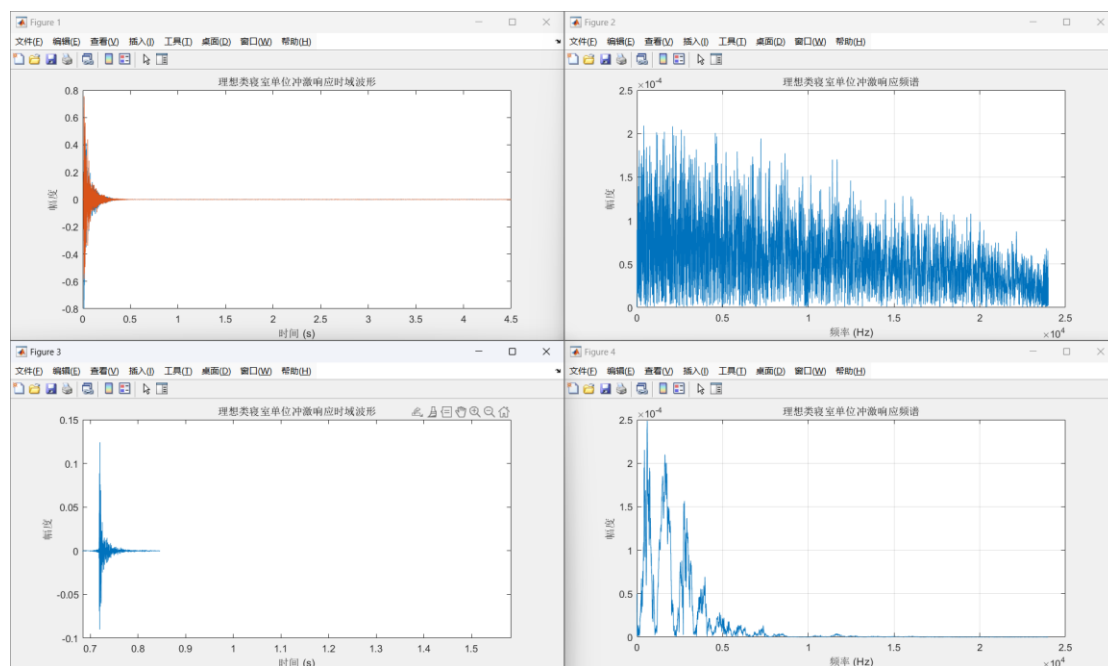 Figure 1
文件(F) 编辑(E) 查看(V) 插入(I) 工具(T) 桌面(D) 窗口(W) 帮助(H)
理想类寝室单位冲激响应时域波形
0.8
0.6
0.4
0.2
0
-0.2
-0.4
-0.6
-0.8
幅度
0 0.5 1 1.5 2 2.5 3 3.5 4 4.5
时间 (s)
Figure 2
文件(F) 编辑(E) 查看(V) 插入(I) 工具(T) 桌面(D) 窗口(W) 帮助(H)
×10-4
理想类寝室单位冲激响应频谱
2.5
2
1.5
1
0.5
0
幅度
0 0.5 1 1.5 2 2.5
频率 (Hz)
×104
Figure 3
文件(F) 编辑(E) 查看(V) 插入(I) 工具(T) 桌面(D) 窗口(W) 帮助(H)
理想类寝室单位冲激响应时域波形
0.15
0.1
0.05
0
-0.05
-0.1
幅度
0.7 0.8 0.9 1 1.1 1.2 1.3 1.4 1.5
时间 (s)
Figure 4
文件(F) 编辑(E) 查看(V) 插入(I) 工具(T) 桌面(D) 窗口(W) 帮助(H)
×10-4
理想类寝室单位冲激响应频谱
2.5
2
1.5
1
0.5
0
幅度
0 0.5 1 1.5 2 2.5
频率 (Hz)
×104